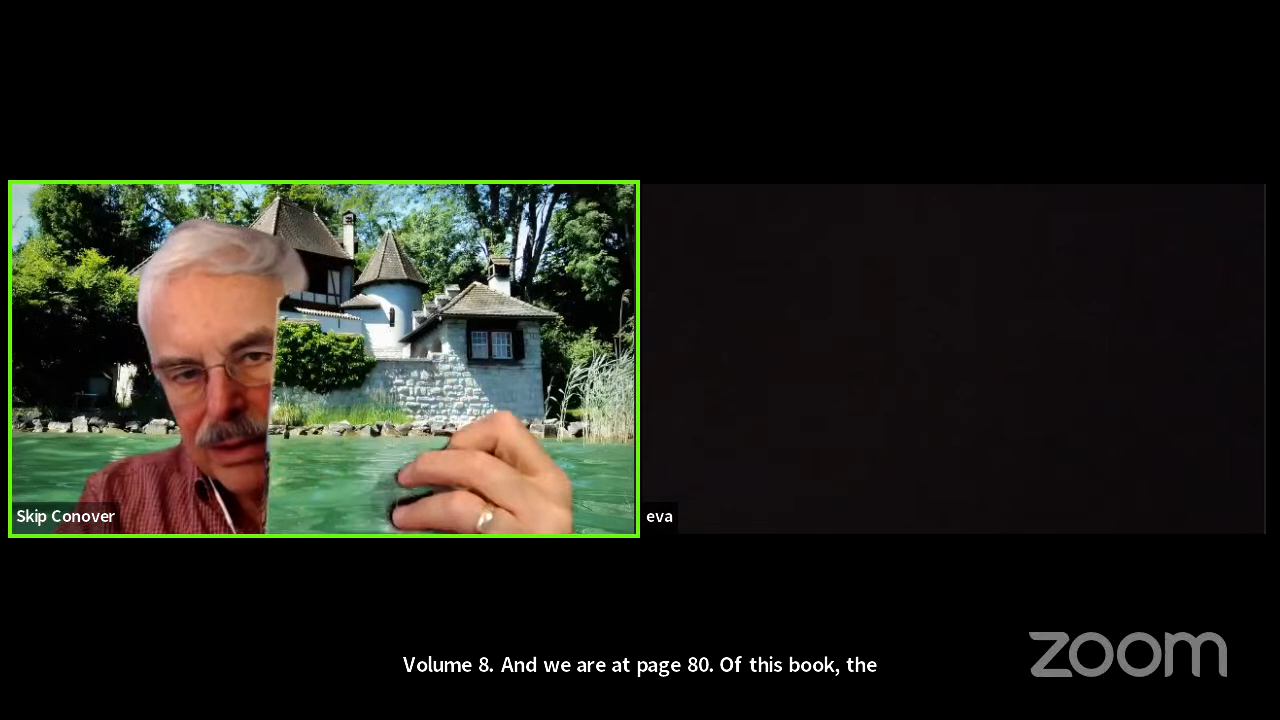 Skip Conover
eva
Volume 8. And we are at page 80. Of this book, the
zoom